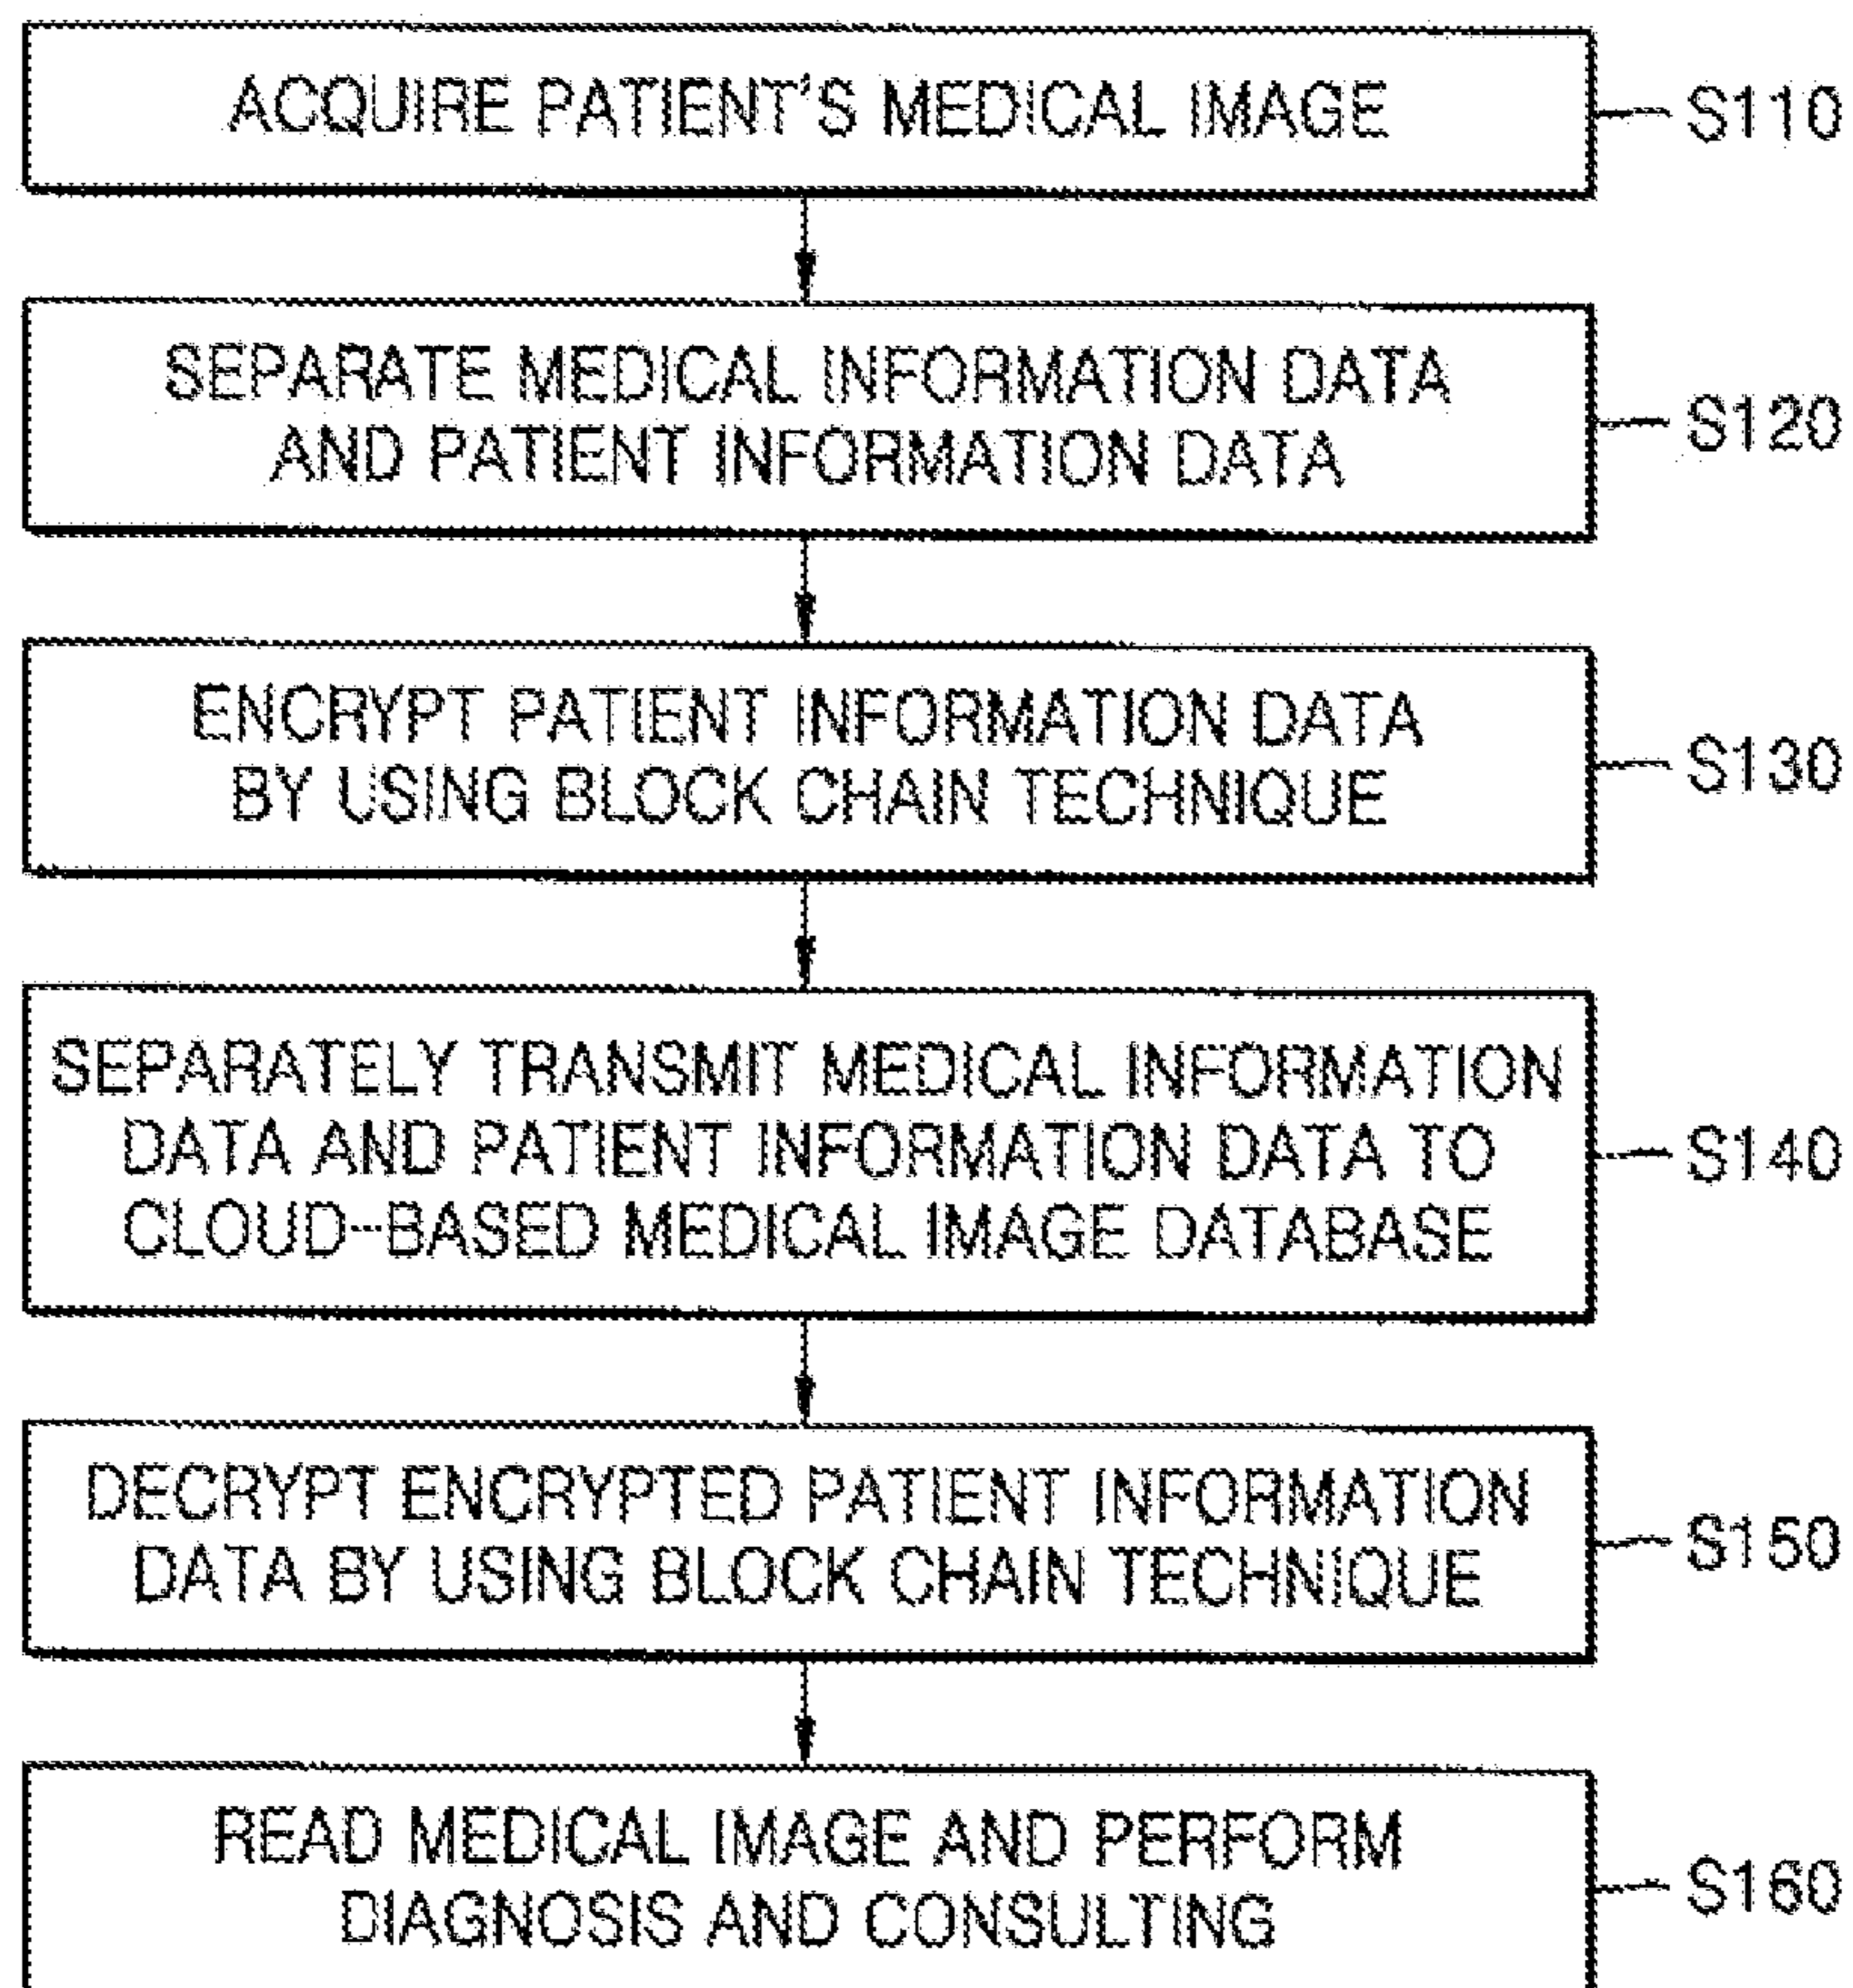 ACQUIRE PATIENT'S MEDICAL IMAGE
S110
SEPARATE MEDICAL INFORMATION DATA
AND PATIENT INFORMATION DATA
S120
ENCRYPT PATIENT INFORMATION DATA
BY USING BLOCK CHAIN TECHNIQUE
S130
SEPARATELY TRANSMIT MEDICAL INFORMATION
DATA AND PATIENT INFORMATION DATA TO
CLOUD-BASED MEDICAL IMAGE DATABASE
S140
DECRYPT ENCRYPTED PATIENT INFORMATION
DATA BY USING BLOCK CHAIN TECHNIQUE
S150
READ MEDICAL IMAGE AND PERFORM
DIAGNOSIS AND CONSULTING
S160